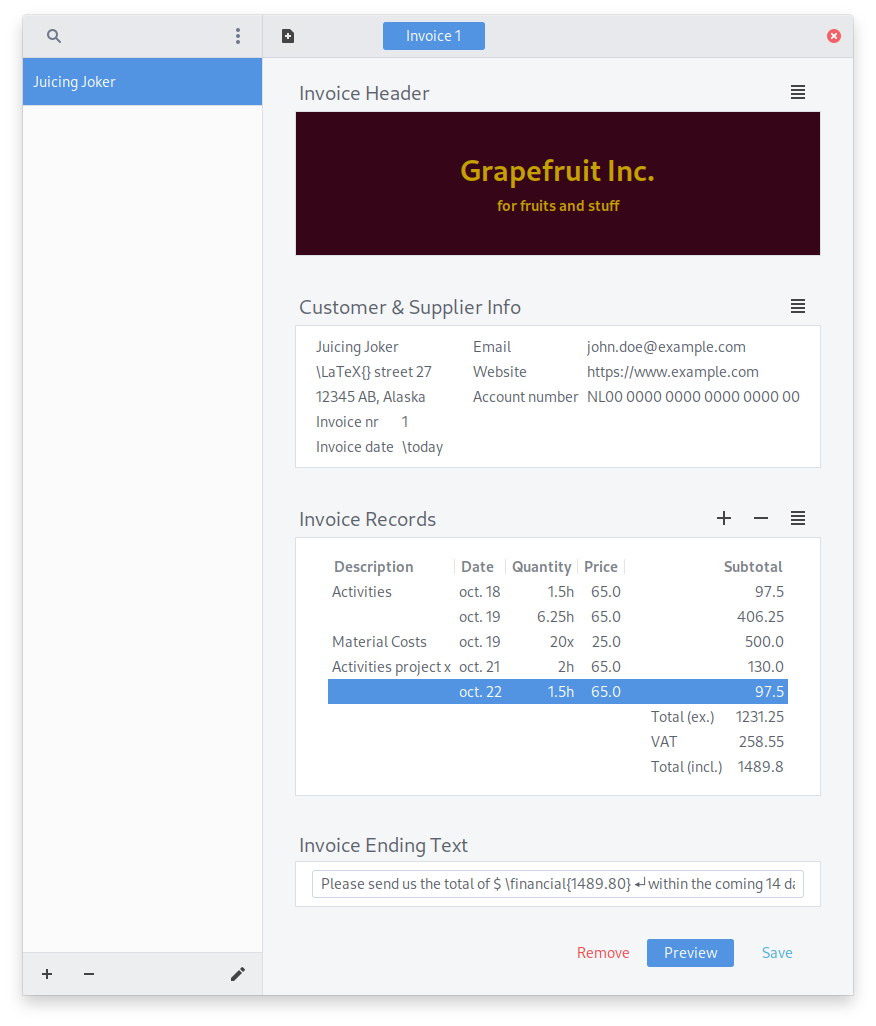 Invoice 1
Juicing Joker
Invoice Header
Grapefruit Inc.
for fruits and stuff
Customer & Supplier Info
Juicing Joker Email john.doe@example.com
\LaTeX{} street 27 Website https://www.example.com
12345 AB, Alaska Account number NL00 0000 0000 0000 0000 00
Invoice nr 1
Invoice date \today
Invoice Records
Description Date Quantity Price Subtotal
Activities oct. 18 1.5h 65.0 97.5
oct. 19 6.25h 65.0 406.25
Material Costs oct. 19 20x 25.0 500.0
Activities project x oct. 21 2h 65.0 130.0
oct. 22 1.5h 65.0 97.5
Total (ex.) 1231.25
VAT 258.55
Total (incl.) 1489.8
Invoice Ending Text
Please send us the total of $ \financial{1489.80} ↵ within the coming 14
Remove Preview Save